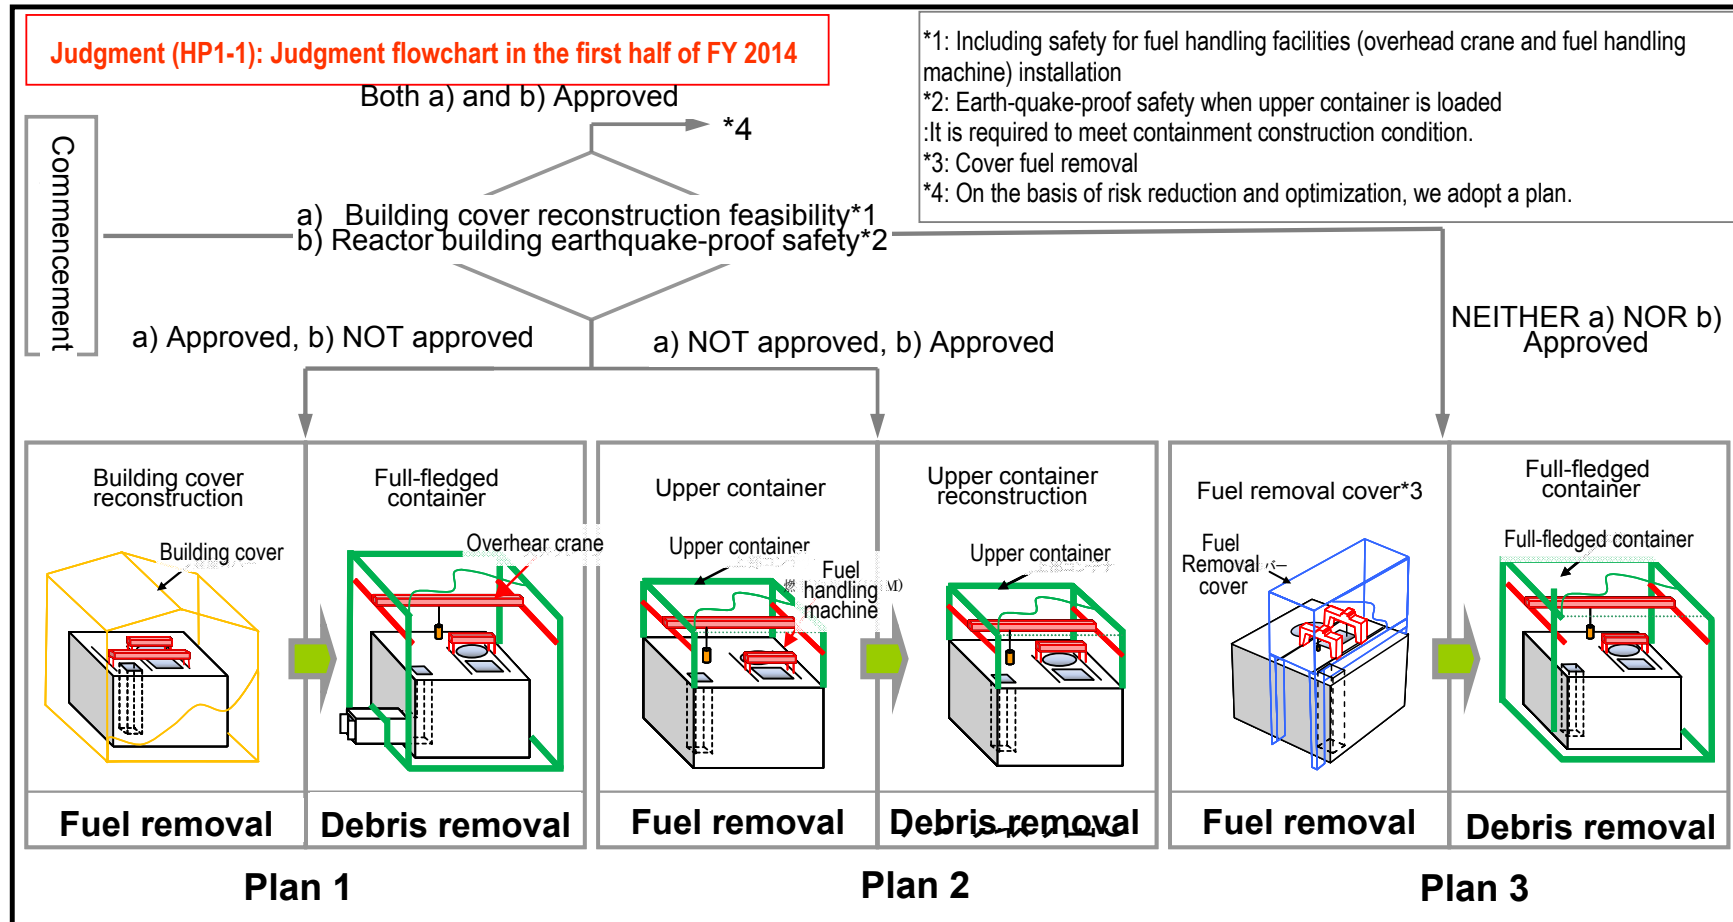 Judgment (HP1-1): Judgment flowchart in the first half of FY 2014
*1: Including safety for fuel handling facilities (overhead crane and fuel handling
machine) installation
*2: Earth-quake-proof safety when upper container is loaded
:It is required to meet containment construction condition.
*3: Cover fuel removal
*4: On the basis of risk reduction and optimization, we adopt a plan.
Both a) and b) Approved
*4
Commencement
a) Building cover reconstruction feasibility*1
b) Reactor building earthquake-proof safety*2
a) Approved, b) NOT approved
a) NOT approved, b) Approved
NEITHER a) NOR b)
Approved
Building cover
reconstruction
Building cover
Fuel removal
Full-fledged
container
Overhear crane
Debris removal
Plan 1
Upper container
Upper container
燃
Fuel
handling
machine
M)
Fuel removal
Upper container
reconstruction
Upper container
Debris removal
Plan 2
Fuel removal cover*3
Fuel
Removal
cover
バー
Fuel removal
Full-fledged
container
Full-fledged container
Debris removal
Plan 3